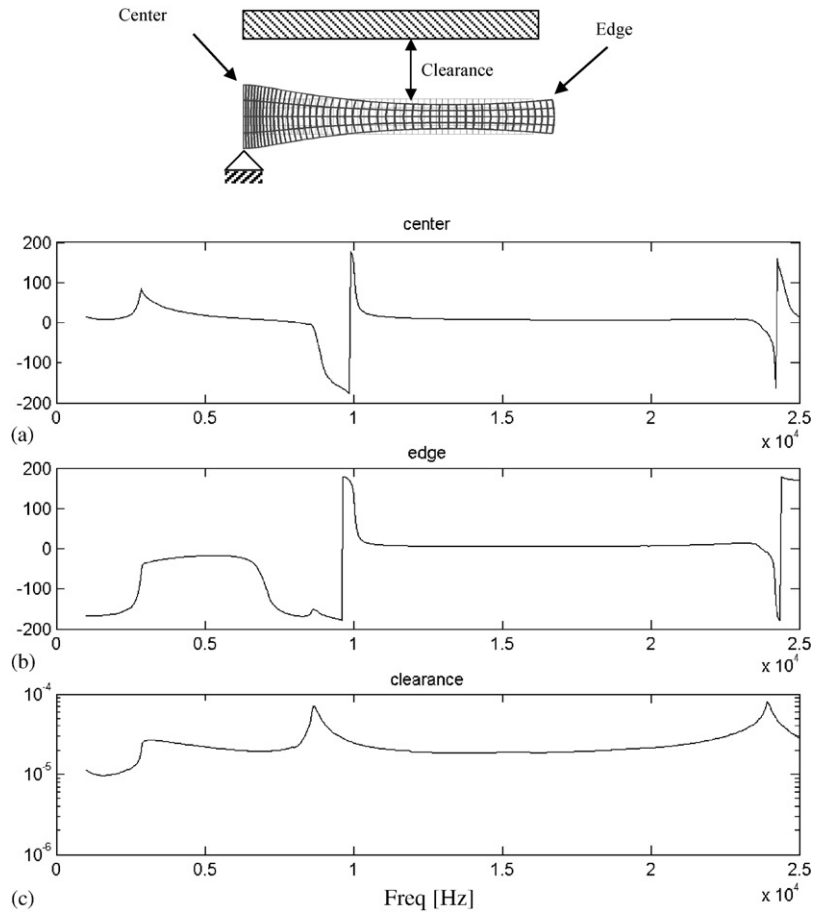 Center
Edge
Clearance
center
200
100
0
-100
-200
0 0.5 1 1.5 2 2.5
x 10^4
(a)
edge
200
100
0
-100
-200
0 0.5 1 1.5 2 2.5
x 10^4
(b)
clearance
10^-4
10^-5
10^-6
0 0.5 1 1.5 2 2.5
x 10^4
(c)
Freq [Hz]